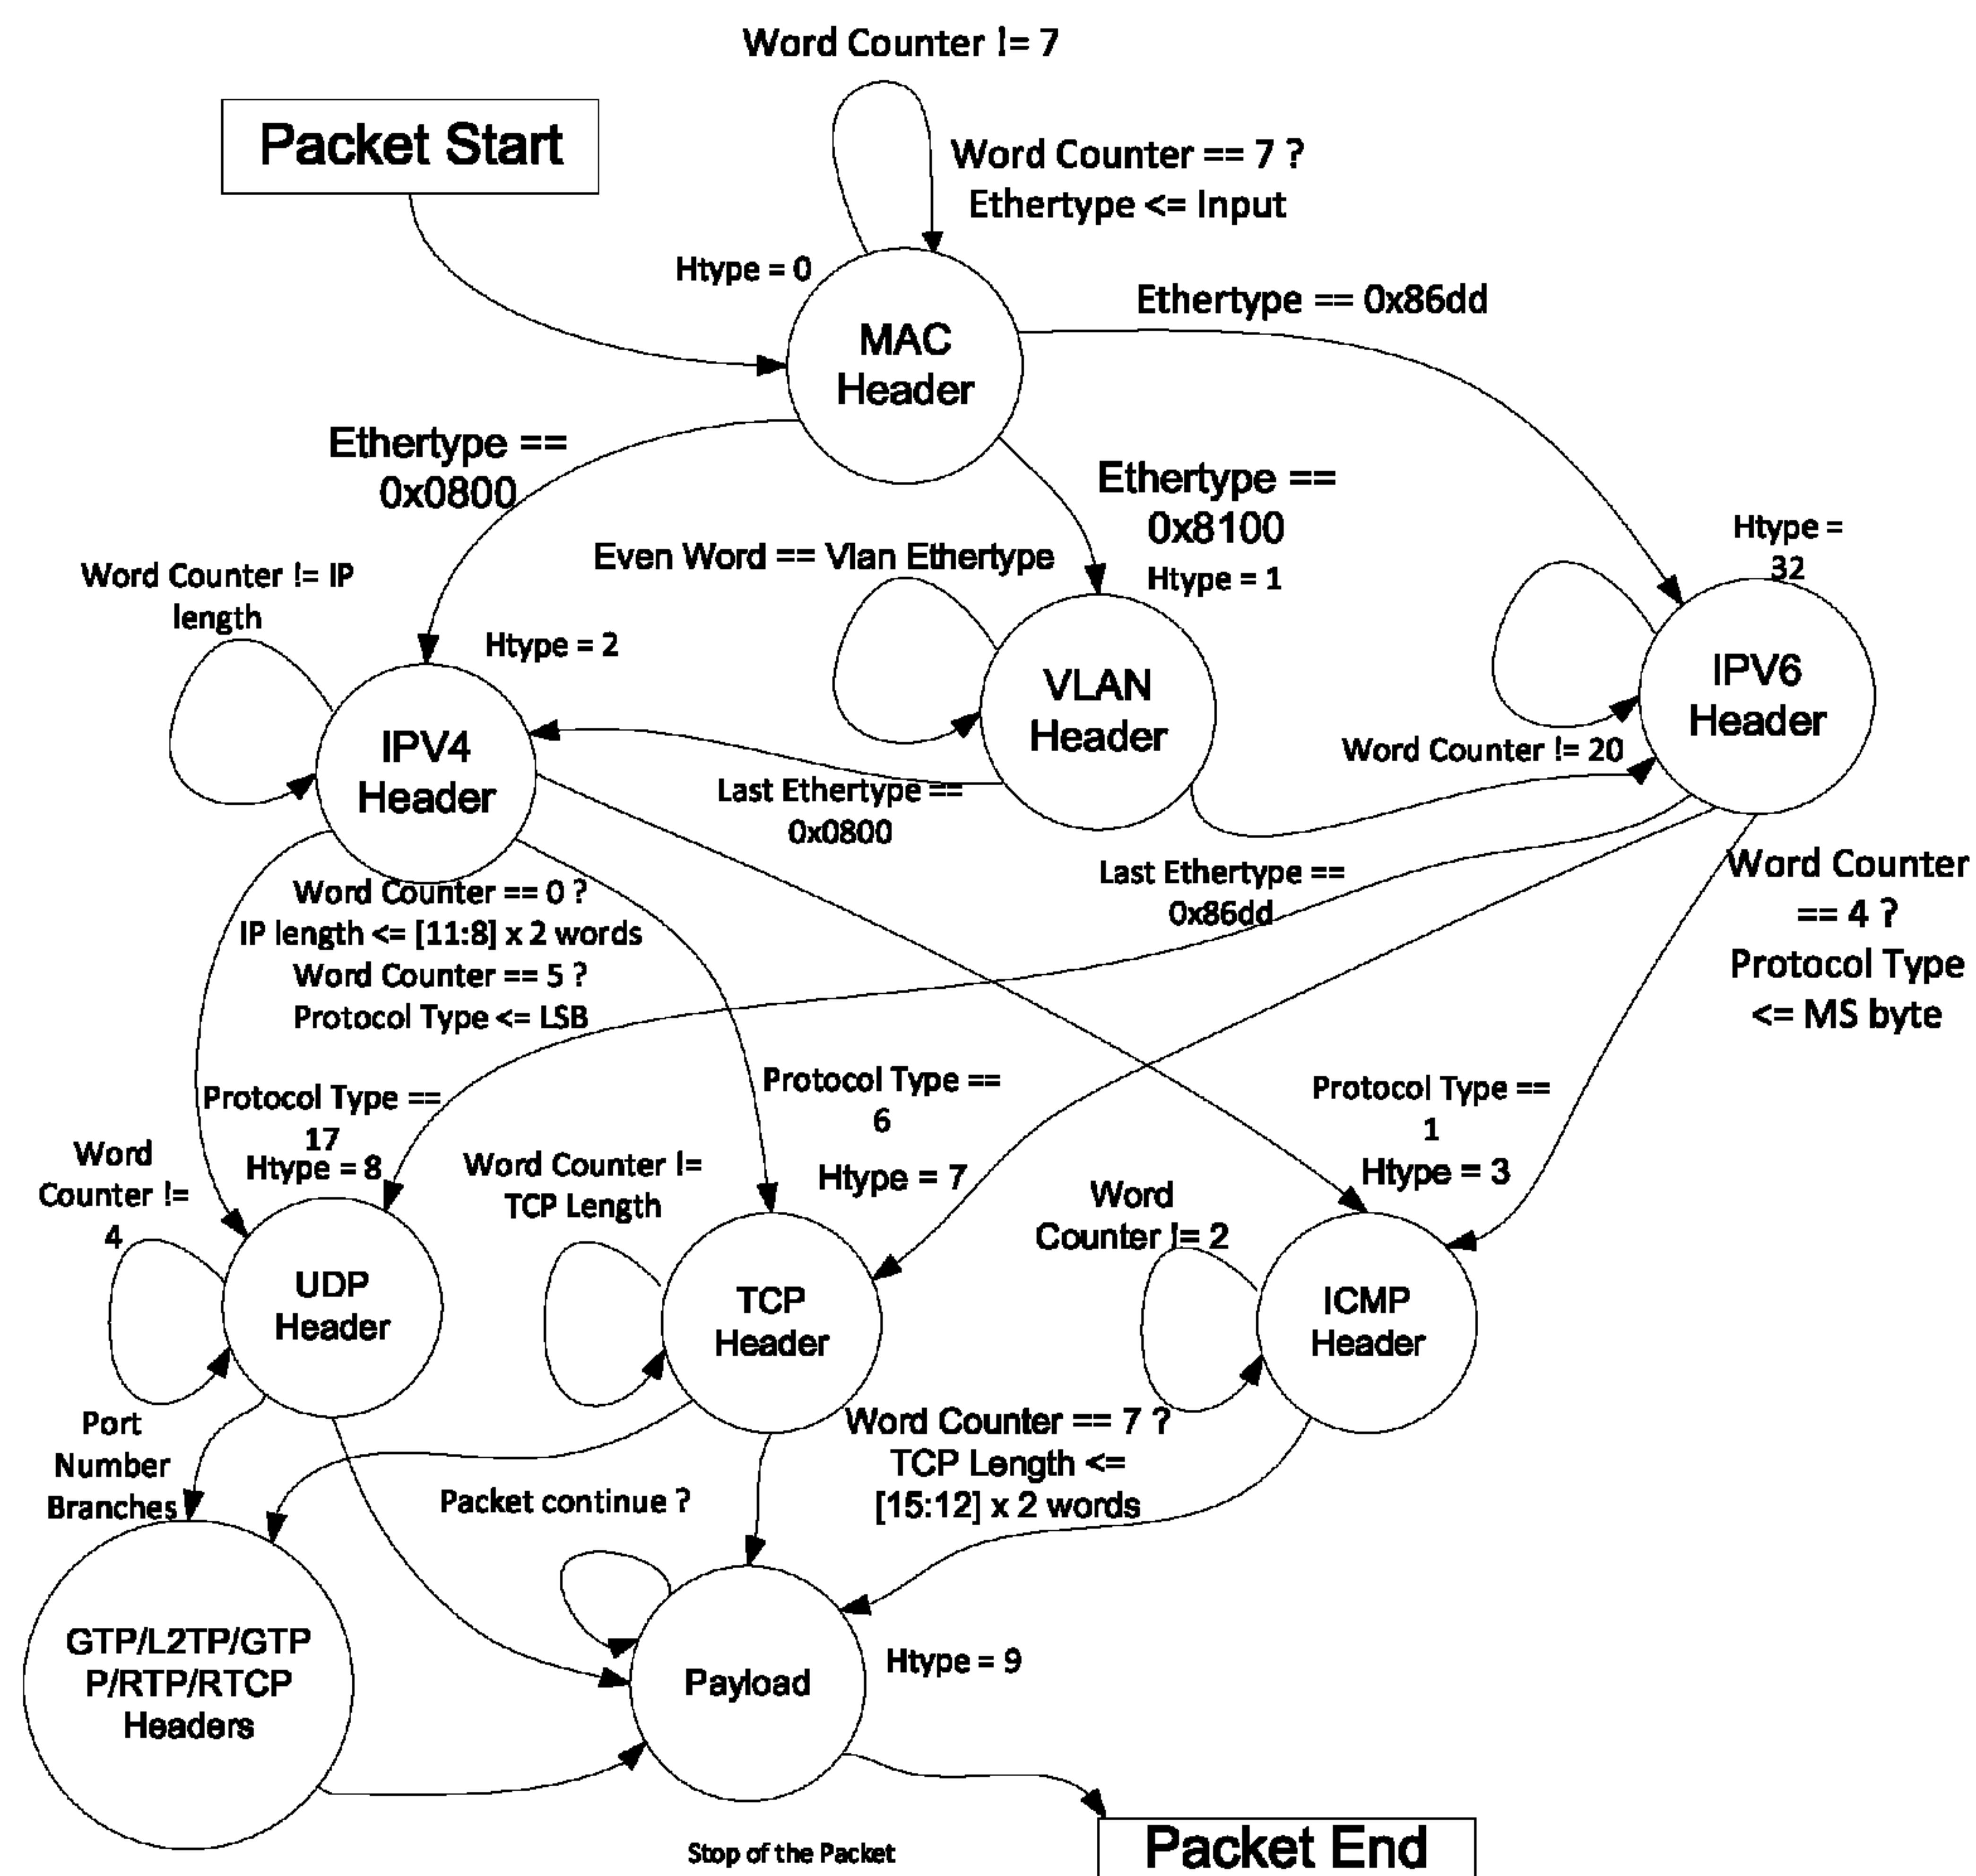 Word Counter != 7
Packet Start
Word Counter == 7 ?
Ethertype <= Input
Htype = 0
MAC
Header
Ethertype == 0x86dd
Ethertype ==
0x0800
Ethertype ==
0x8100
Htype = 1
Even Word == Vlan Ethertype
Htype =
32
Word Counter != IP
length
Htype = 2
VLAN
Header
IPV6
Header
IPV4
Header
Word Counter != 20
Last Ethertype ==
0x0800
Last Ethertype ==
0x86dd
Word Counter
== 4 ?
Protocol Type
<= MS byte
Word Counter == 0 ?
IP length <= [11:8] x 2 words
Word Counter == 5 ?
Protocol Type <= LSB
Protocol Type ==
17
Htype = 8
Protocol Type ==
6
Htype = 7
Protocol Type ==
1
Htype = 3
Word
Counter !=
4
Word Counter !=
TCP Length
Word
Counter != 2
UDP
Header
TCP
Header
ICMP
Header
Port
Number
Branches
Packet continue ?
Word Counter == 7 ?
TCP Length <=
[15:12] x 2 words
GTP/L2TP/GTP
P/RTP/RTCP
Headers
Payload
Htype = 9
Stop of the Packet
Packet End